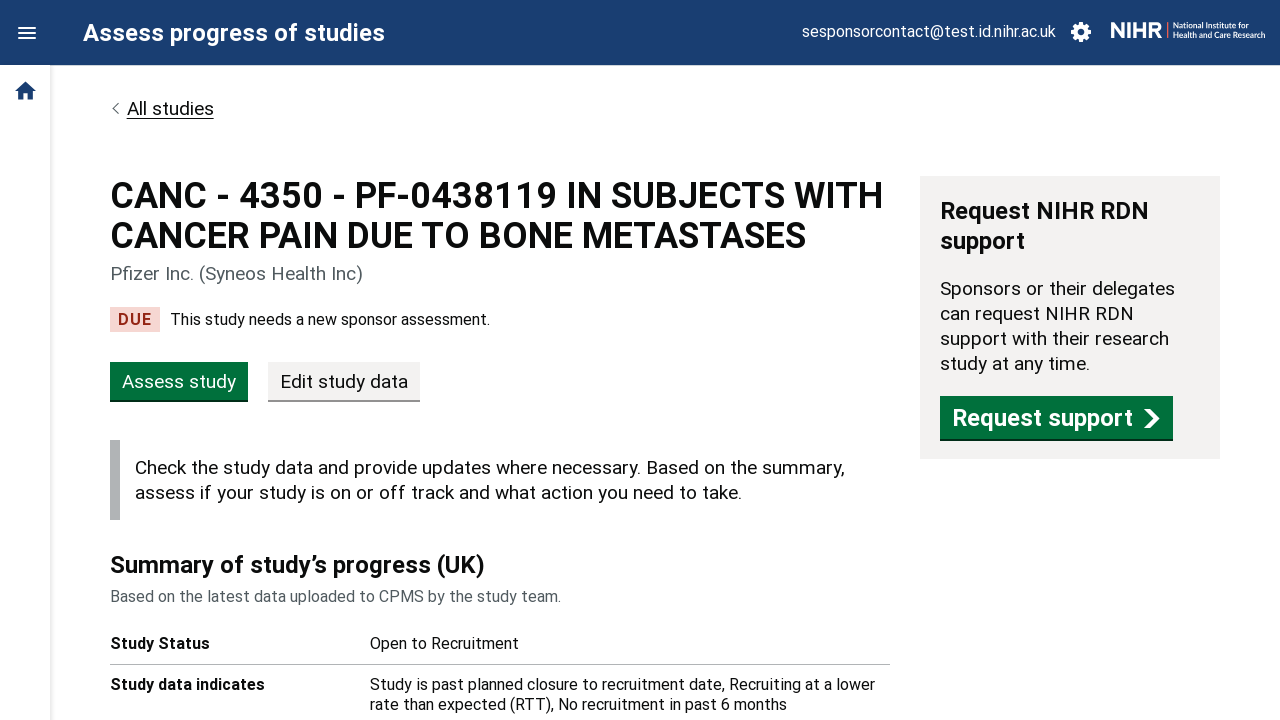 Assess progress of studies
sesponsorcontact@test.id.nihr.ac.uk
NIHR | National Institute for
Health and Care Research
All studies
CANC - 4350 - PF-0438119 IN SUBJECTS WITH
CANCER PAIN DUE TO BONE METASTASES
Pfizer Inc. (Syneos Health Inc)
DUE This study needs a new sponsor assessment.
Assess study
Edit study data
Check the study data and provide updates where necessary. Based on the summary,
assess if your study is on or off track and what action you need to take.
Summary of study’s progress (UK)
Based on the latest data uploaded to CPMS by the study team.
Study Status Open to Recruitment
Study data indicates Study is past planned closure to recruitment date, Recruiting at a lower
rate than expected (RTT), No recruitment in past 6 months
Request NIHR RDN
support
Sponsors or their delegates
can request NIHR RDN
support with their research
study at any time.
Request support